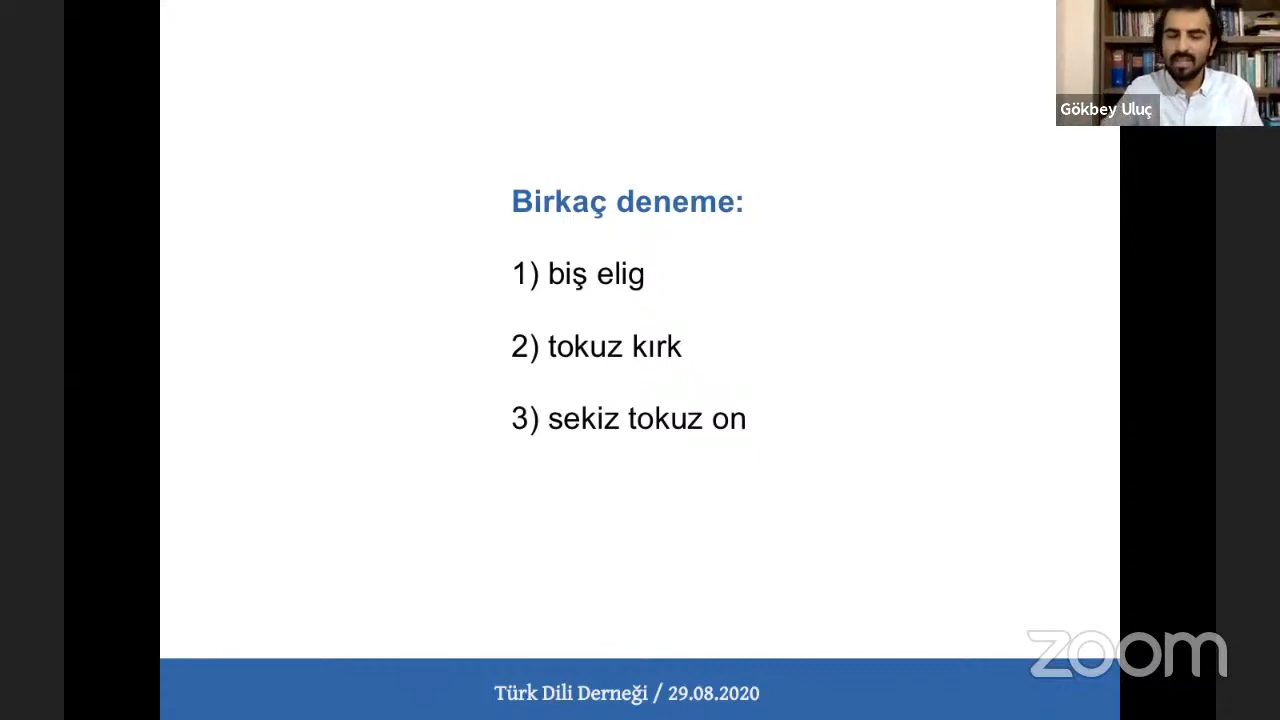 Gökbey Uluç
Birkaç deneme:
1) biş elig
2) tokuz kırk
3) sekiz tokuz on
zoom
Türk Dili Derneği / 29.08.2020